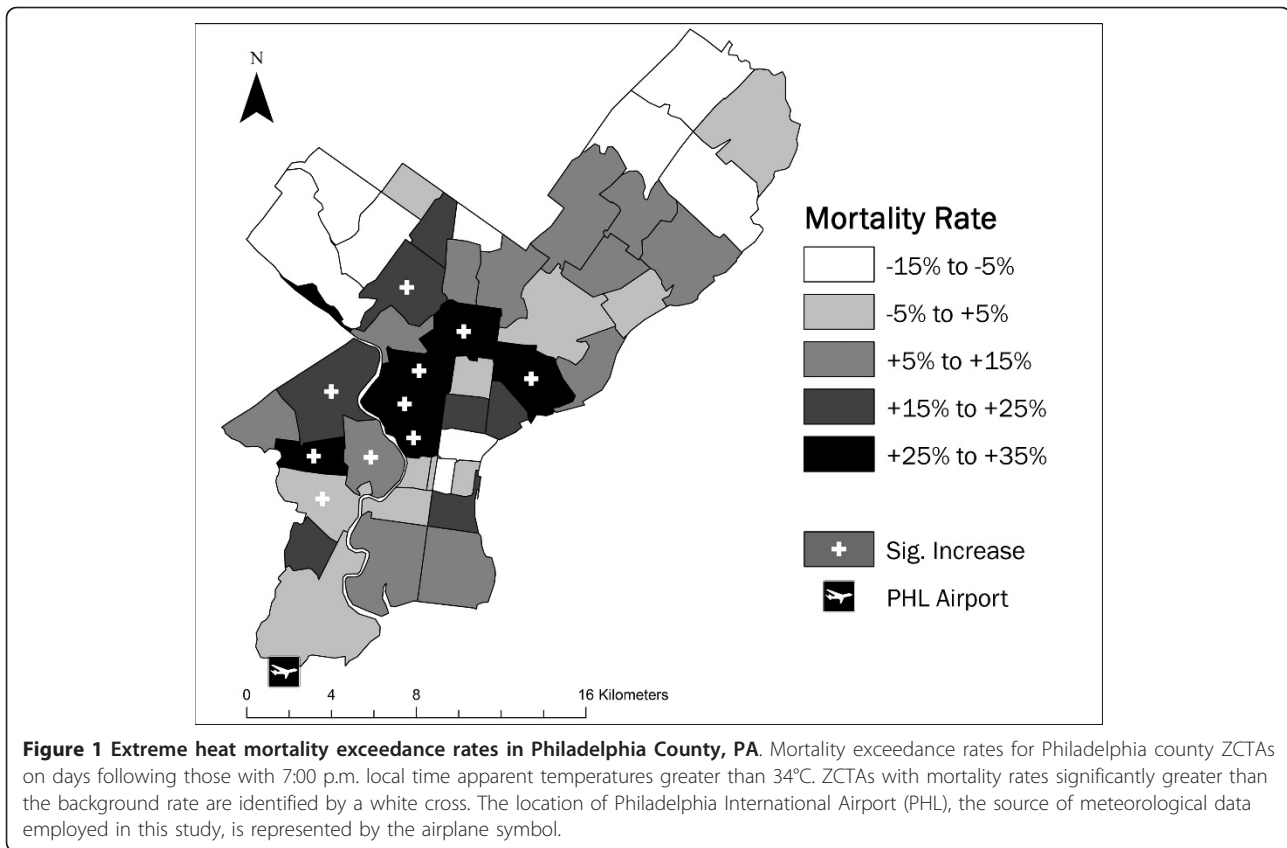 N
Mortality Rate
-15% to -5%
-5% to +5%
+5% to +15%
+15% to +25%
+25% to +35%
Sig. Increase
PHL Airport
0 4 8 16 Kilometers
Figure 1 Extreme heat mortality exceedance rates in Philadelphia County, PA. Mortality exceedance rates for Philadelphia county ZCTAs
on days following those with 7:00 p.m. local time apparent temperatures greater than 34°C. ZCTAs with mortality rates significantly greater than
the background rate are identified by a white cross. The location of Philadelphia International Airport (PHL), the source of meteorological data
employed in this study, is represented by the airplane symbol.